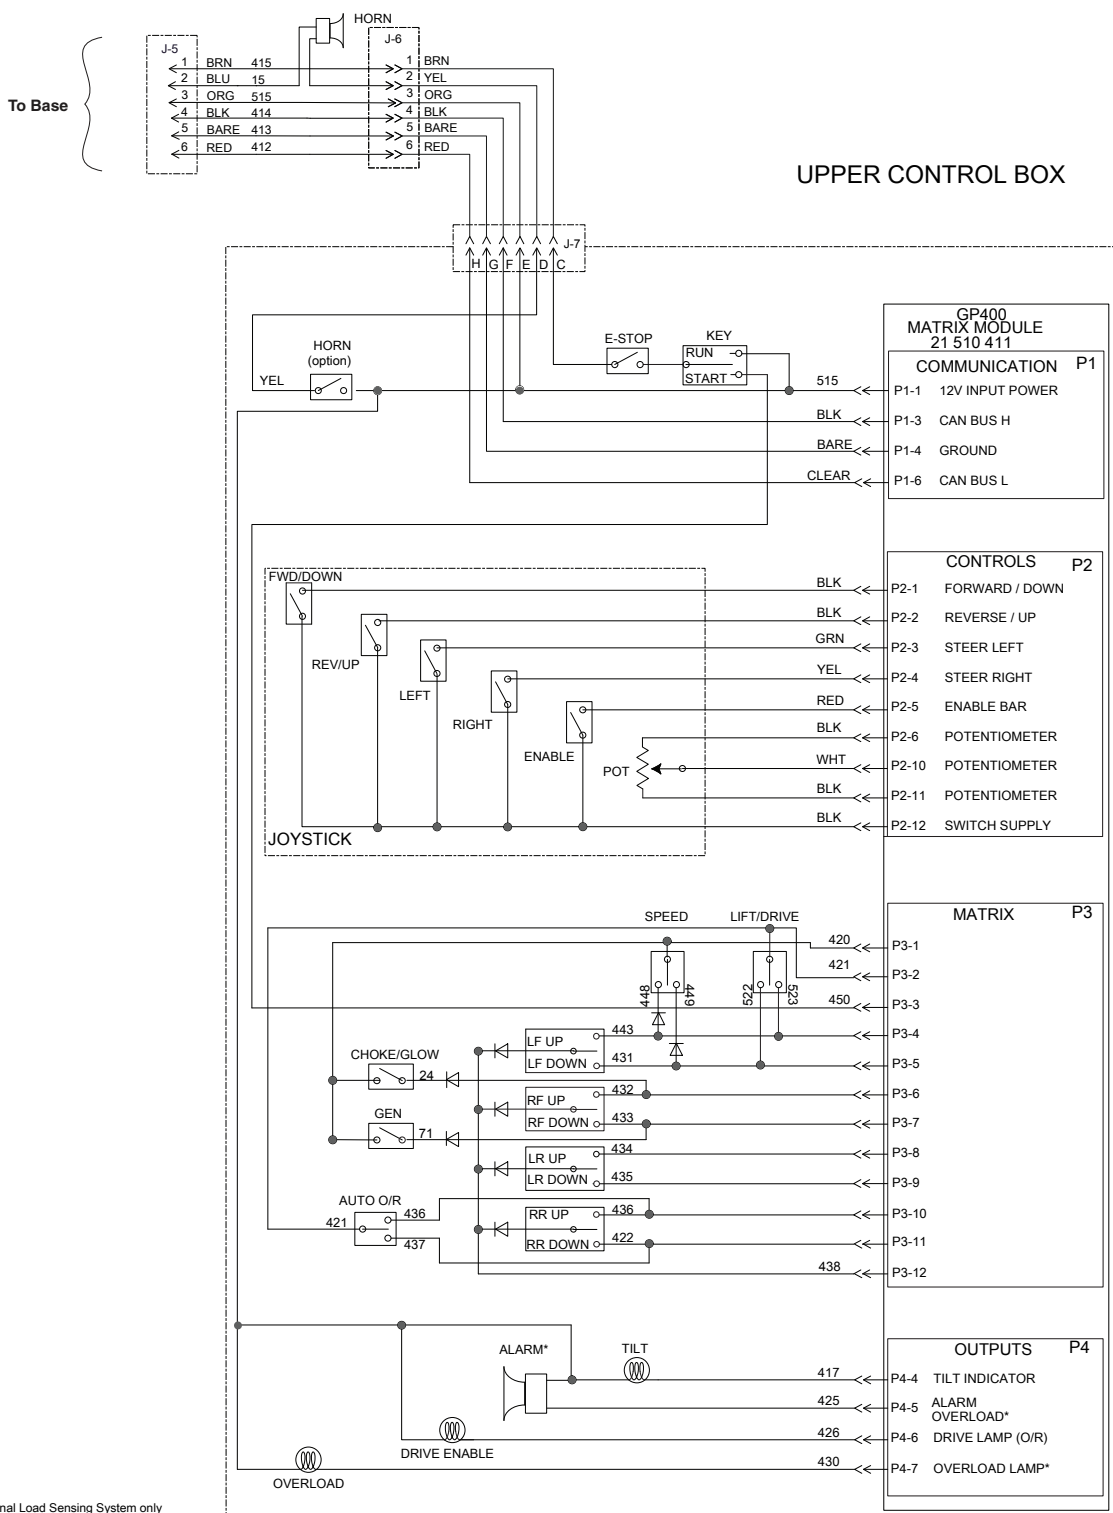 HORN
J-5
J-6
1 BRN 415 1 BRN
2 BLU 15 2 YEL
3 ORG 515 3 ORG
4 BLK 414 4 BLK
5 BARE 413 5 BARE
6 RED 412 6 RED
To Base
UPPER CONTROL BOX
J-7
H G F E D C
GP400
MATRIX MODULE
21 510 411
HORN
(option)
YEL
E-STOP
KEY
RUN
START
COMMUNICATION P1
515 P1-1 12V INPUT POWER
BLK P1-3 CAN BUS H
BARE P1-4 GROUND
CLEAR P1-6 CAN BUS L
CONTROLS P2
FWD/DOWN
BLK P2-1 FORWARD / DOWN
BLK P2-2 REVERSE / UP
REV/UP
GRN P2-3 STEER LEFT
LEFT
YEL P2-4 STEER RIGHT
RIGHT
RED P2-5 ENABLE BAR
ENABLE
BLK P2-6 POTENTIOMETER
POT
WHT P2-10 POTENTIOMETER
BLK P2-11 POTENTIOMETER
BLK P2-12 SWITCH SUPPLY
JOYSTICK
MATRIX P3
SPEED
LIFT/DRIVE
420 P3-1
421 P3-2
448 449 522 523
450 P3-3
LF UP 443 P3-4
LF DOWN 431 P3-5
CHOKE/GLOW
24
RF UP 432 P3-6
RF DOWN 433 P3-7
GEN
71
LR UP 434 P3-8
LR DOWN 435 P3-9
AUTO O/R
421 436 437
RR UP 436 P3-10
RR DOWN 422 P3-11
438 P3-12
OUTPUTS P4
ALARM*
TILT
417 P4-4 TILT INDICATOR
425 P4-5 ALARM
OVERLOAD*
426 P4-6 DRIVE LAMP (O/R)
DRIVE ENABLE
430 P4-7 OVERLOAD LAMP*
OVERLOAD
nal Load Sensing System only